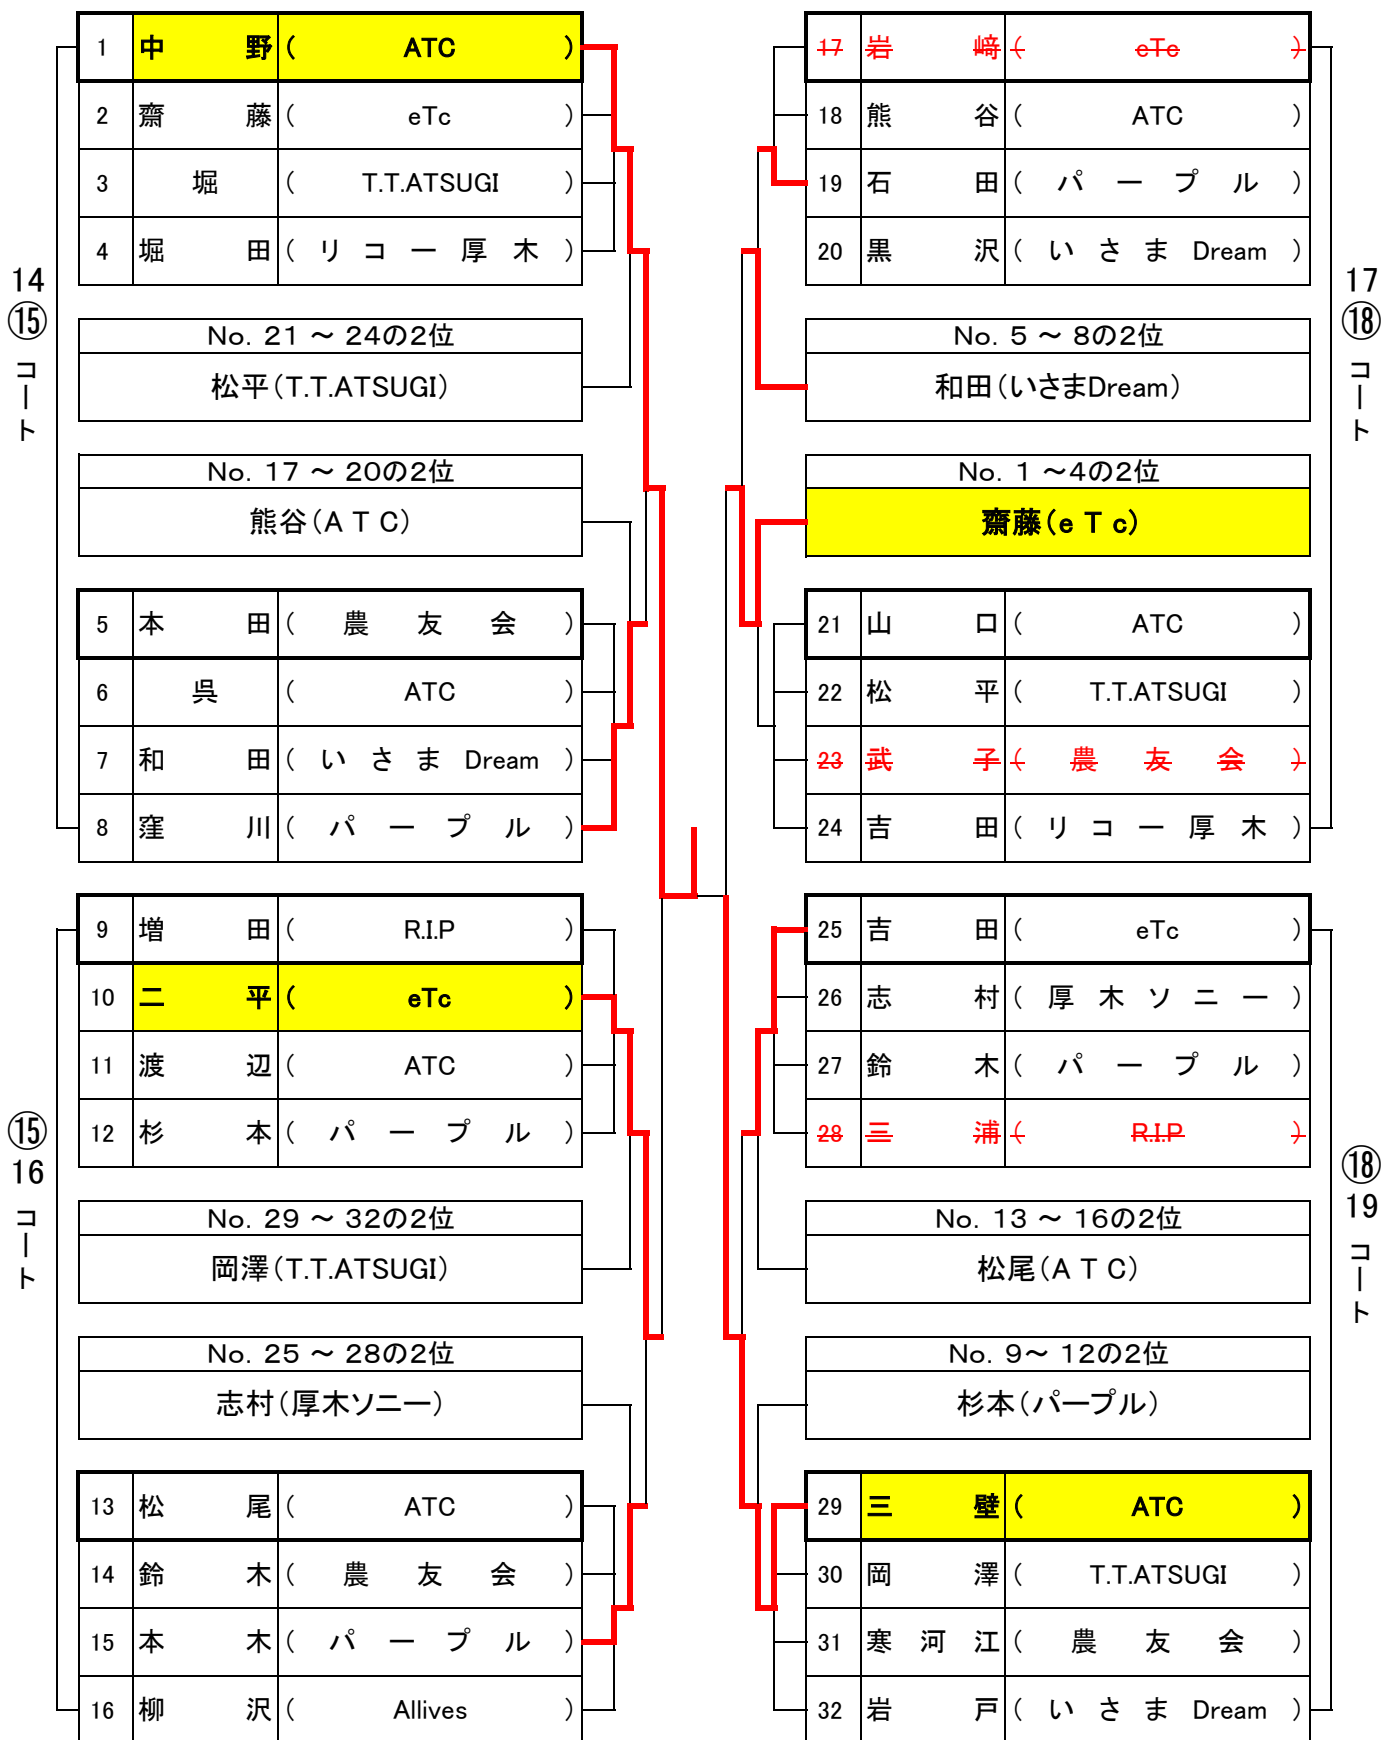 1 中野 ( ATC )
2 齋藤 ( eTc )
3 堀 ( T.T.ATSUGI )
4 堀田 ( リコー厚木 )
14
⑮
コート
No. 21 ～ 24の2位
松平(T.T.ATSUGI)
No. 17 ～ 20の2位
熊谷(A T C)
5 本田 ( 農友会 )
6 呉 ( ATC )
7 和田 ( いさま Dream )
8 窪川 ( パープル )
9 増田 ( R.I.P )
10 二平 ( eTc )
11 渡辺 ( ATC )
12 杉本 ( パープル )
⑮
16
コート
No. 29 ～ 32の2位
岡澤(T.T.ATSUGI)
No. 25 ～ 28の2位
志村(厚木ソニー)
13 松尾 ( ATC )
14 鈴木 ( 農友会 )
15 本木 ( パープル )
16 柳沢 ( Allives )
17 岩﨑 ( eTc )
18 熊谷 ( ATC )
19 石田 ( パープル )
20 黒沢 ( いさま Dream )
17
⑱
コート
No. 5 ～ 8の2位
和田(いさまDream)
No. 1 ～4の2位
齋藤(e T c)
21 山口 ( ATC )
22 松平 ( T.T.ATSUGI )
23 武子 ( 農友会 )
24 吉田 ( リコー厚木 )
25 吉田 ( eTc )
26 志村 ( 厚木ソニー )
27 鈴木 ( パープル )
28 三浦 ( R.I.P )
⑱
19
コート
No. 13 ～ 16の2位
松尾(A T C)
No. 9～ 12の2位
杉本(パープル)
29 三壁 ( ATC )
30 岡澤 ( T.T.ATSUGI )
31 寒河江 ( 農友会 )
32 岩戸 ( いさま Dream )